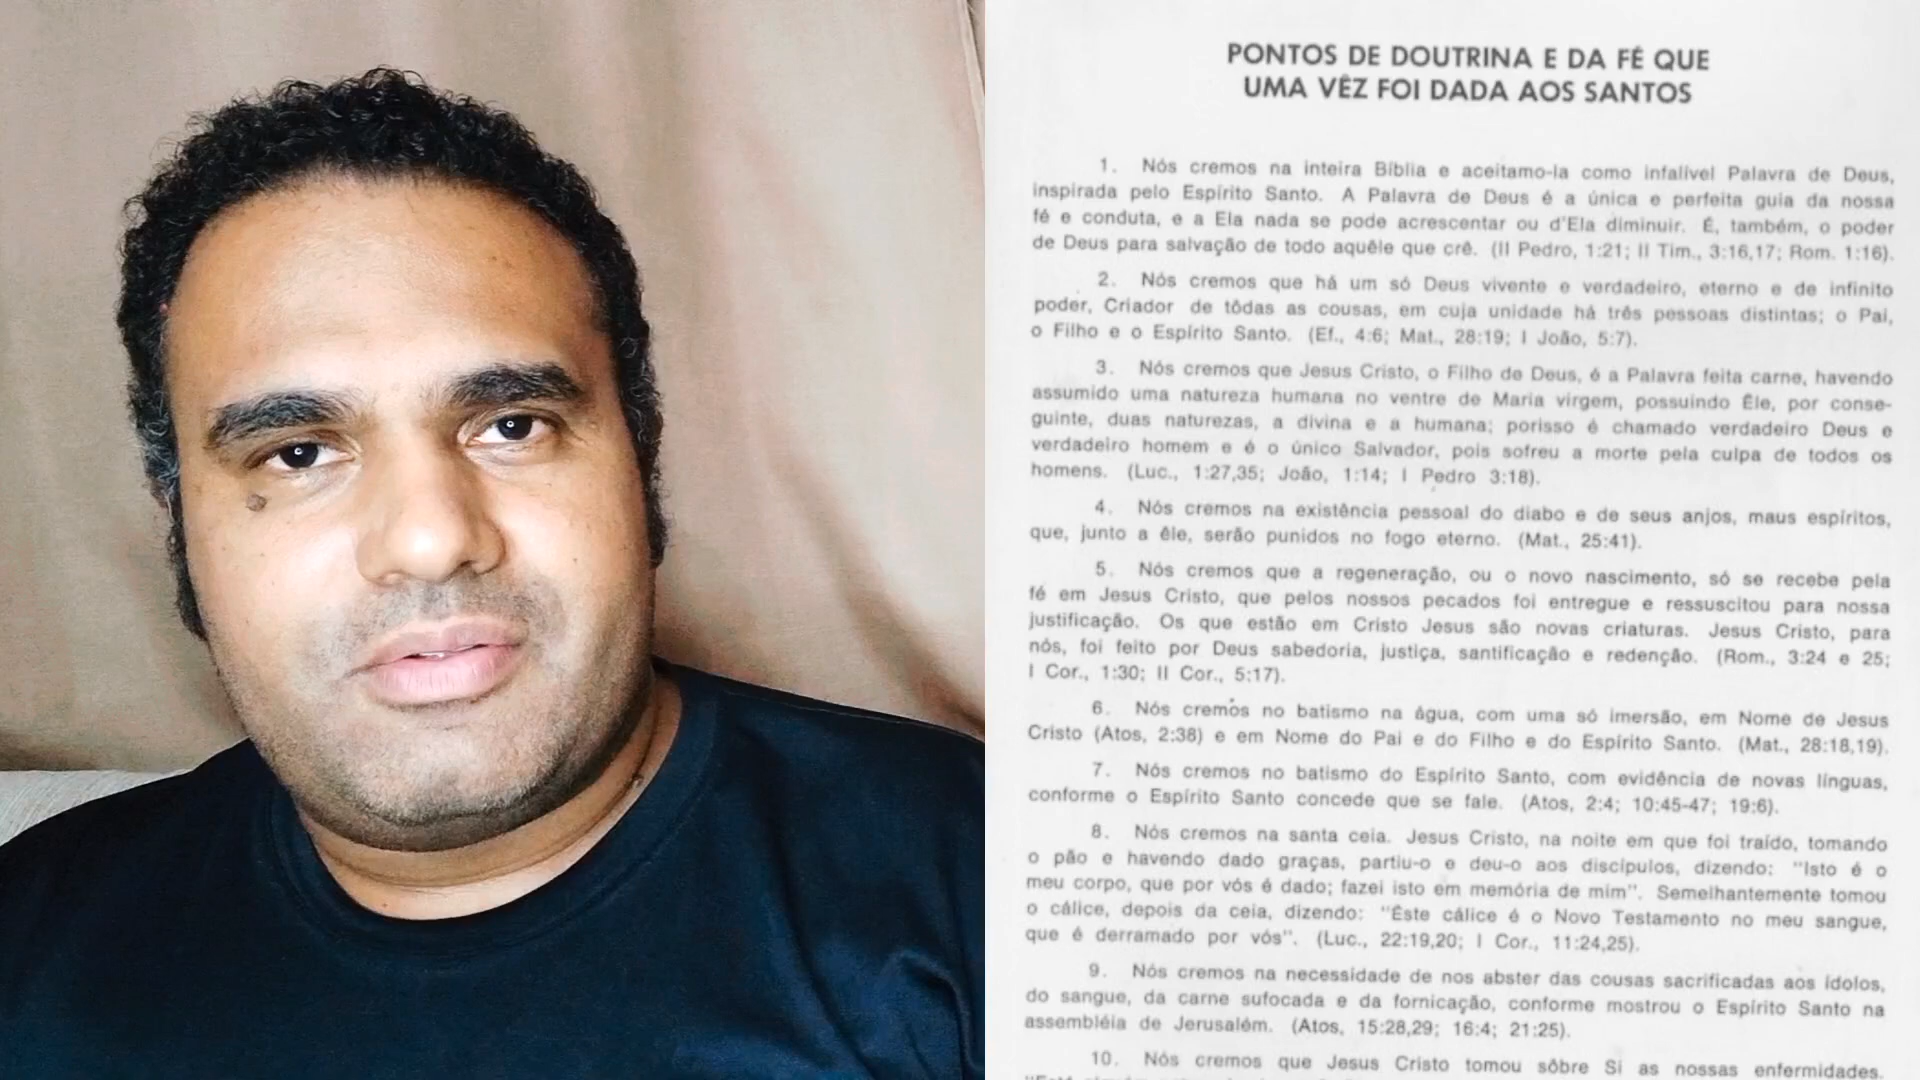 PONTOS DE DOUTRINA E DA FÉ QUE
UMA VÊZ FOI DADA AOS SANTOS
1. Nós cremos na inteira Bíblia e aceitamo-la como infalível Palavra de Deus,
inspirada pelo Espírito Santo. A Palavra de Deus é a única e perfeita guia da nossa
fé e conduta, e a Ela nada se pode acrescentar ou d'Ela diminuir. É, também, o poder
de Deus para salvação de todo aquêle que crê. (II Pedro, 1:21; II Tim., 3:16,17; Rom. 1:16).
2. Nós cremos que há um só Deus vivente e verdadeiro, eterno e de infinito
poder, Criador de tôdas as cousas, em cuja unidade há três pessoas distintas; o Pai,
o Filho e o Espírito Santo. (Ef., 4:6; Mat., 28:19; I João, 5:7).
3. Nós cremos que Jesus Cristo, o Filho de Deus, é a Palavra feita carne, havendo
assumido uma natureza humana no ventre de Maria virgem, possuindo Êle, por conse-
guinte, duas naturezas, a divina e a humana; porisso é chamado verdadeiro Deus e
verdadeiro homem e é o único Salvador, pois sofreu a morte pela culpa de todos os
homens. (Luc., 1:27,35; João, 1:14; I Pedro 3:18).
4. Nós cremos na existência pessoal do diabo e de seus anjos, maus espíritos,
que, junto a êle, serão punidos no fogo eterno. (Mat., 25:41).
5. Nós cremos que a regeneração, ou o novo nascimento, só se recebe pela
fé em Jesus Cristo, que pelos nossos pecados foi entregue e ressuscitou para nossa
justificação. Os que estão em Cristo Jesus são novas criaturas. Jesus Cristo, para
nós, foi feito por Deus sabedoria, justiça, santificação e redenção. (Rom., 3:24 e 25;
I Cor., 1:30; II Cor., 5:17).
6. Nós cremos no batismo na água, com uma só imersão, em Nome de Jesus
Cristo (Atos, 2:38) e em Nome do Pai e do Filho e do Espírito Santo. (Mat., 28:18,19).
7. Nós cremos no batismo do Espírito Santo, com evidência de novas línguas,
conforme o Espírito Santo concede que se fale. (Atos, 2:4; 10:45-47; 19:6).
8. Nós cremos na santa ceia. Jesus Cristo, na noite em que foi traído, tomando
o pão e havendo dado graças, partiu-o e deu-o aos discípulos, dizendo: "Isto é o
meu corpo, que por vós é dado; fazei isto em memória de mim". Semelhantemente tomou
o cálice, depois da ceia, dizendo: "Êste cálice é o Novo Testamento no meu sangue,
que é derramado por vós". (Luc., 22:19,20; I Cor., 11:24,25).
9. Nós cremos na necessidade de nos abster das cousas sacrificadas aos ídolos,
do sangue, da carne sufocada e da fornicação, conforme mostrou o Espírito Santo na
assembléia de Jerusalém. (Atos, 15:28,29; 16:4; 21:25).
10. Nós cremos que Jesus Cristo tomou sôbre Si as nossas enfermidades.